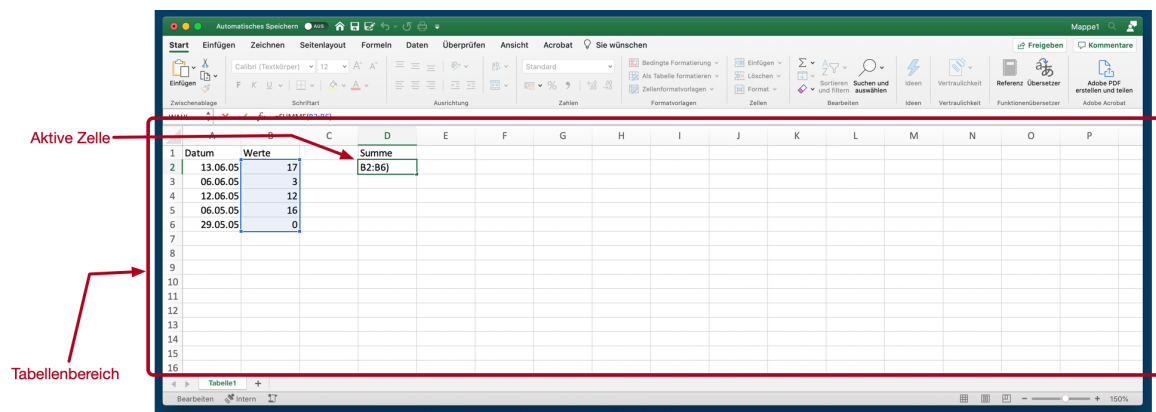 Automatisches Speichern AUS Mappe1
Start Einfügen Zeichnen Seitenlayout Formeln Daten Überprüfen Ansicht Acrobat Sie wünschen Freigeben Kommentare
Einfügen
Calibri (Textkörper) 12 A^ A
F K U A
Standard
% 9
Bedingte Formatierung
Als Tabelle formatieren
Zellenformatvorlagen
Einfügen
Löschen
Format
Sortieren und filtern
Suchen und auswählen
Ideen
Vertraulichkeit
Referenz Übersetzer
Adobe PDF erstellen und teilen
Zwischenablage Schriftart Ausrichtung Zahlen Formatvorlagen Zellen Bearbeiten Ideen Vertraulichkeit Funktionenübersetzer Adobe Acrobat
Aktive Zelle
A B C D E F G H I J K L M N O P
1 Datum Werte Summe
2 13.06.05 17 B2:B6)
3 06.06.05 3
4 12.06.05 12
5 06.05.05 16
6 29.05.05 0
7
8
9
10
11
12
13
14
15
16
Tabellenbereich
Tabelle1 +
Bearbeiten Intern 150%